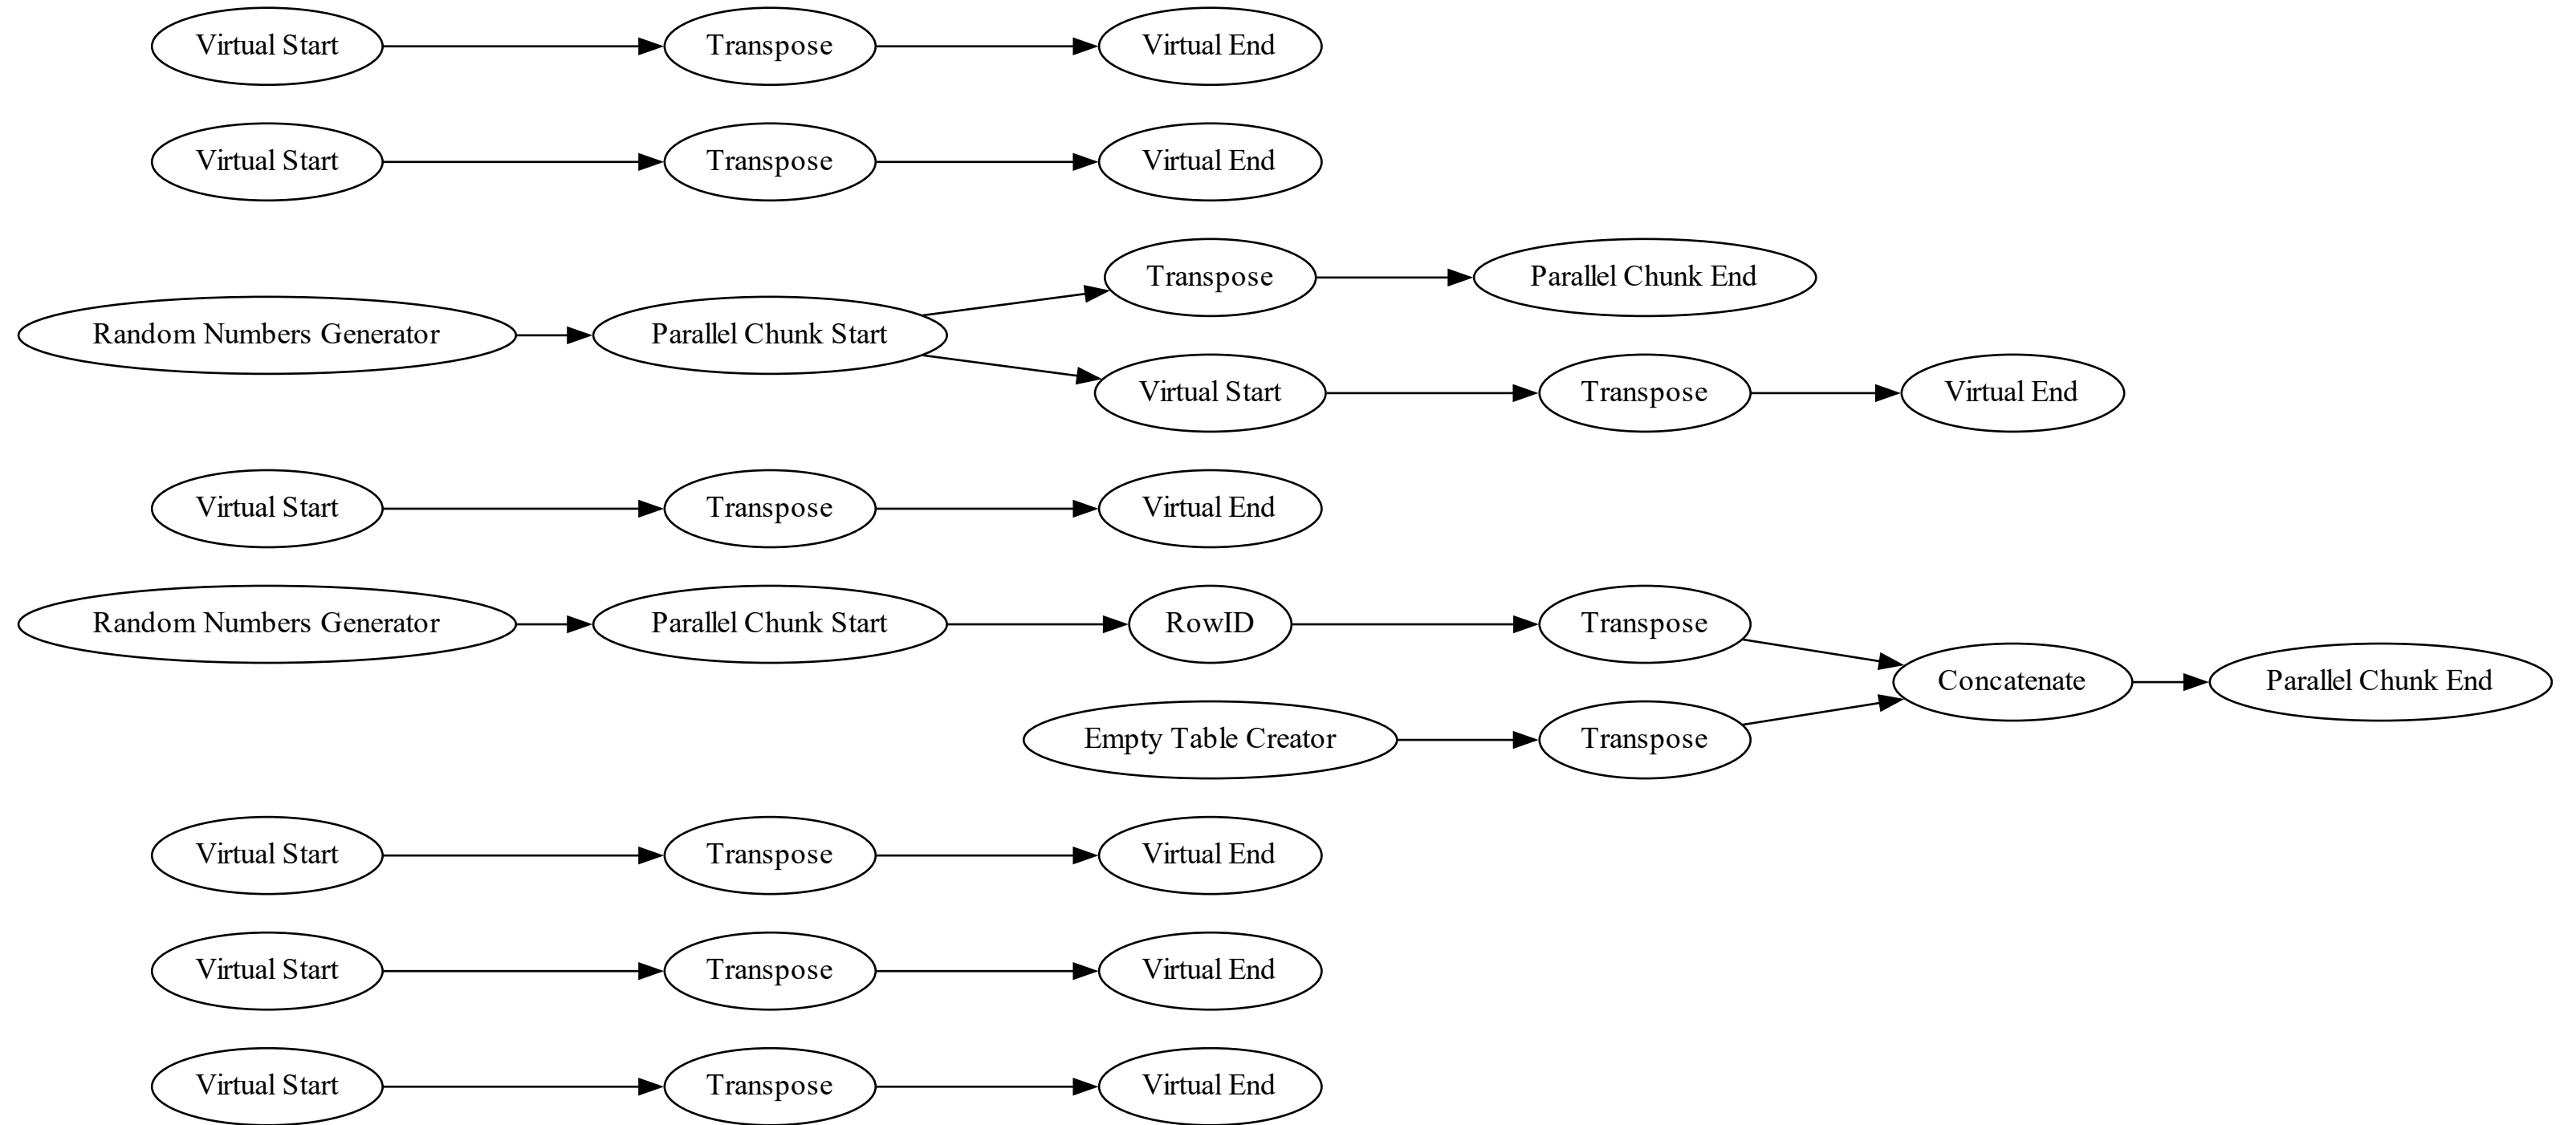 Virtual Start
Transpose
Virtual End
Virtual Start
Transpose
Virtual End
Transpose
Parallel Chunk End
Random Numbers Generator
Parallel Chunk Start
Virtual Start
Transpose
Virtual End
Virtual Start
Transpose
Virtual End
Random Numbers Generator
Parallel Chunk Start
RowID
Transpose
Concatenate
Parallel Chunk End
Empty Table Creator
Transpose
Virtual Start
Transpose
Virtual End
Virtual Start
Transpose
Virtual End
Virtual Start
Transpose
Virtual End